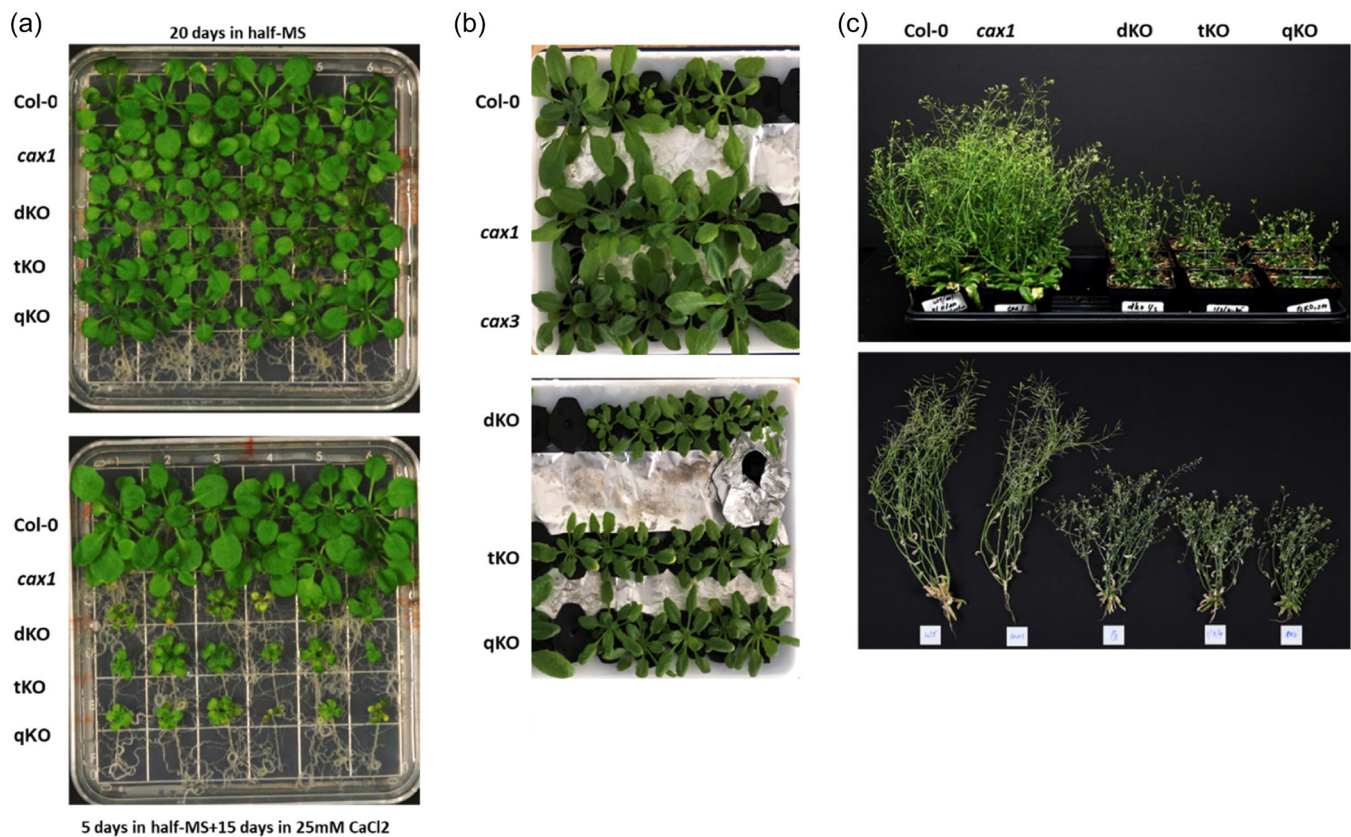 (a)
20 days in half-MS
Col-0
cax1
dKO
tKO
qKO
Col-0
cax1
dKO
tKO
qKO
5 days in half-MS+15 days in 25mM CaCl2
(b)
Col-0
cax1
cax3
dKO
tKO
qKO
(c)
Col-0 cax1 dKO tKO qKO
cax1
WT cax1